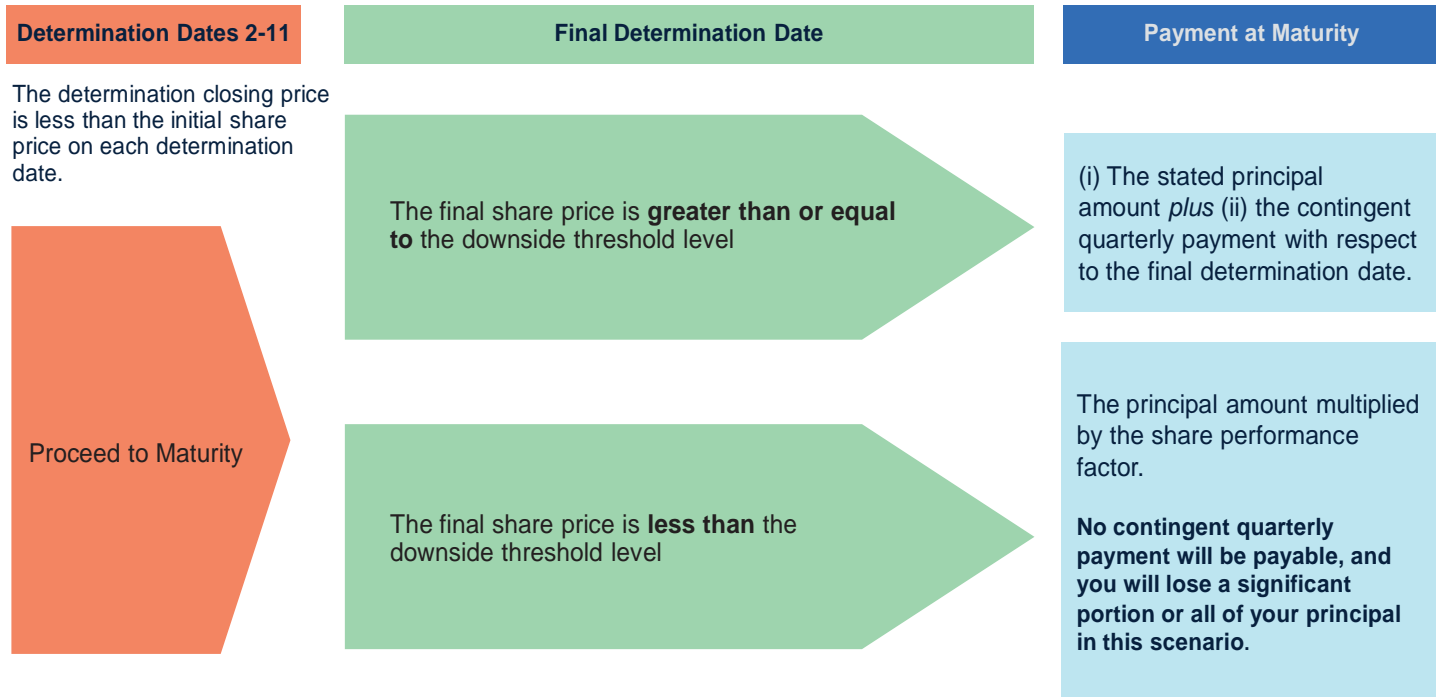 Determination Dates 2-11
Final Determination Date
Payment at Maturity
The determination closing price
is less than the initial share
price on each determination
date.
Proceed to Maturity
The final share price is greater than or equal
to the downside threshold level
(i) The stated principal
amount plus (ii) the contingent
quarterly payment with respect
to the final determination date.
The final share price is less than the
downside threshold level
The principal amount multiplied
by the share performance
factor.
No contingent quarterly
payment will be payable, and
you will lose a significant
portion or all of your principal
in this scenario.